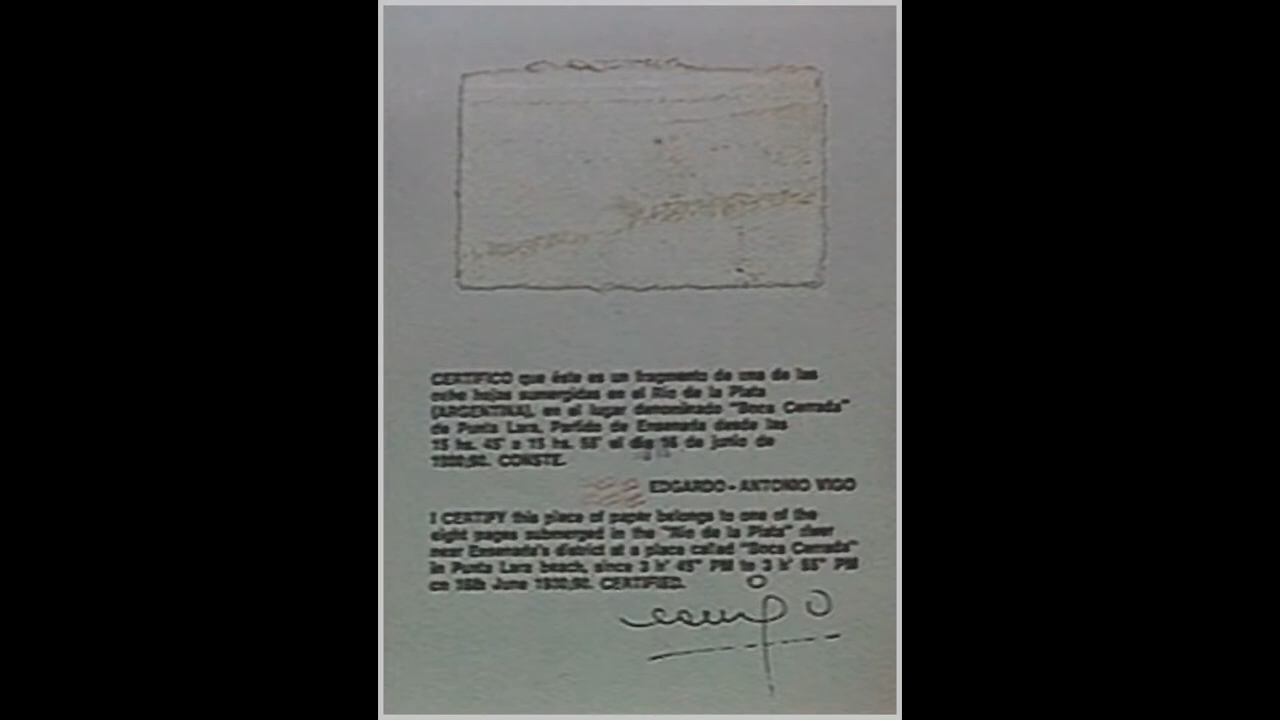 CERTIFICO que éste es un fragmento de una de las
ocho hojas sumergidas en el Río de la Plata
(ARGENTINA), en el lugar denominado "Boca Cerrada"
de Punta Lara, Partido de Ensenada desde las
15 hs. 45' a 15 hs. 55' el día 16 de junio de
CONSTE.
EDGARDO - ANTONIO VIGO
I CERTIFY this piece of paper belongs to one of the
eight pages submerged in the "Río de la Plata" river
near Ensenada's district at a place called "Boca Cerrada"
in Punta Lara beach, since 3 h' 45" PM to 3 h' 55" PM
on 16th June CERTIFIED.